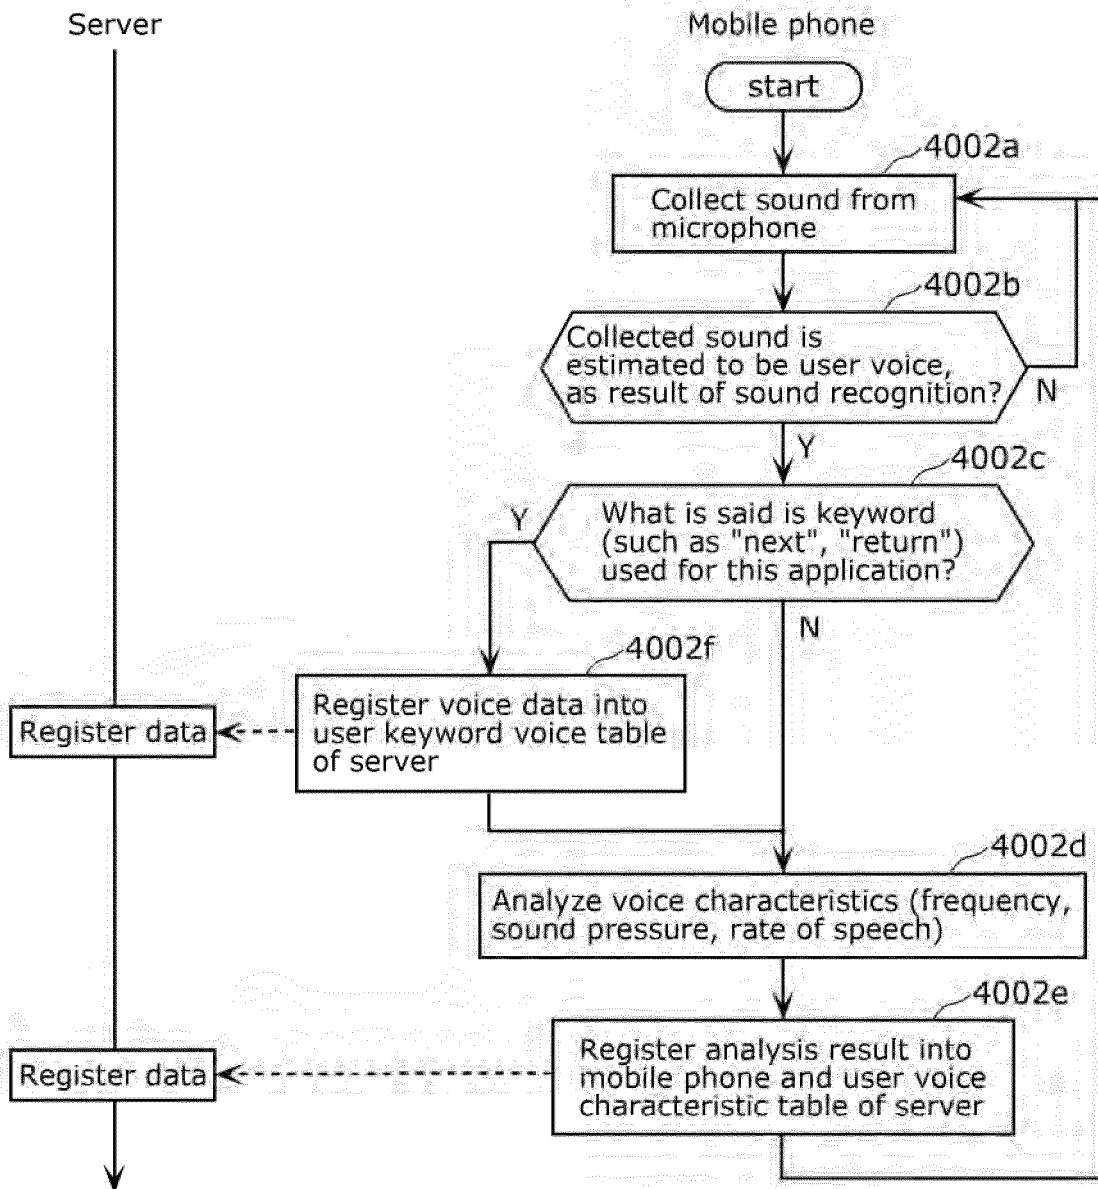 Server
Mobile phone
start
4002a
Collect sound from
microphone
4002b
Collected sound is
estimated to be user voice,
as result of sound recognition?
N
Y
4002c
Y
What is said is keyword
(such as "next", "return")
used for this application?
N
4002f
Register voice data into
user keyword voice table
of server
Register data
4002d
Analyze voice characteristics (frequency,
sound pressure, rate of speech)
4002e
Register analysis result into
mobile phone and user voice
characteristic table of server
Register data